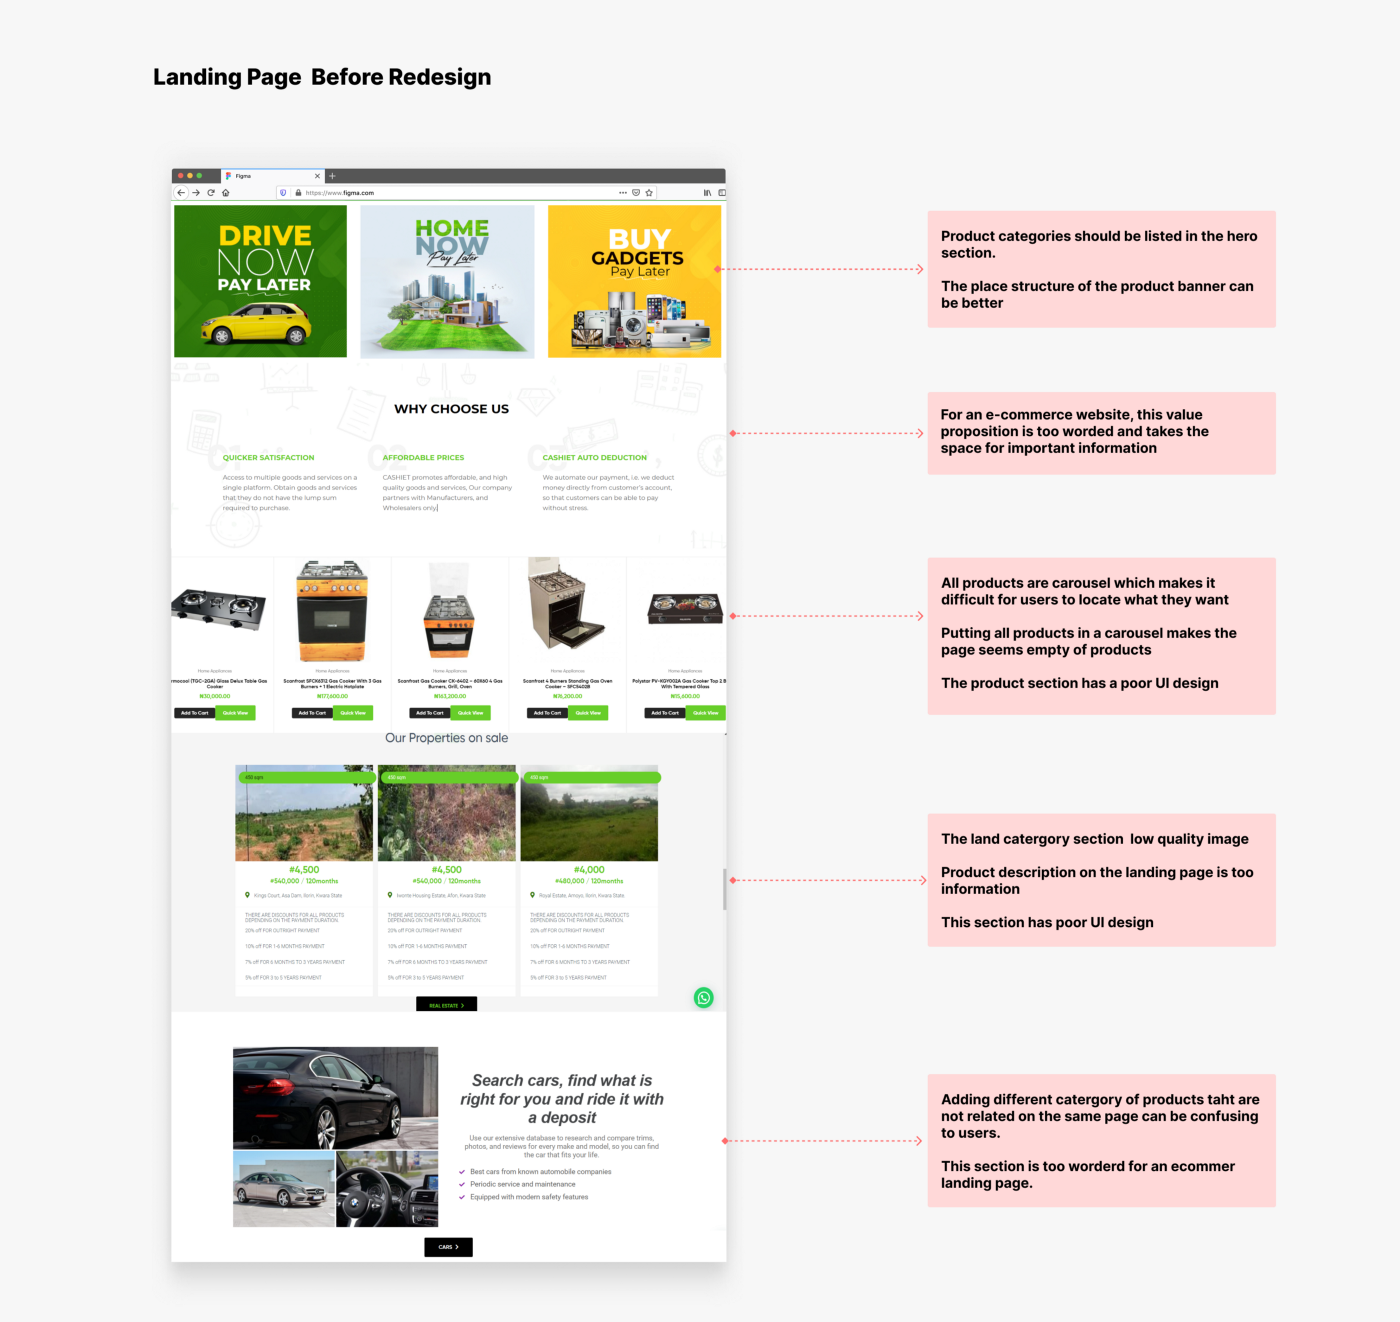 Landing Page Before Redesign
Figma
https://www.figma.com
DRIVE
NOW
PAY LATER
HOME
NOW
Pay Later
BUY
GADGETS
Pay Later
Product categories should be listed in the hero
section.
The place structure of the product banner can
be better
WHY CHOOSE US
01
QUICKER SATISFACTION
Access to multiple goods and services on a
single platform. Obtain goods and services
that they do not have the lump sum
required to purchase.
02
AFFORDABLE PRICES
CASHIET promotes affordable, and high
quality goods and services, Our company
partners with Manufacturers, and
Wholesalers only.
03
CASHIET AUTO DEDUCTION
We automate our payment, i.e. we deduct
money directly from customer's account,
so that customers can be able to pay
without stress.
For an e-commerce website, this value
proposition is too worded and takes the
space for important information
Home Appliances
rmocool (TGC-2GA) Glass Delux Table Gas
Cooker
₦30,000.00
Add To Cart
Quick View
Home Appliances
Scanfrost SFCK6312 Gas Cooker With 3 Gas
Burners + 1 Electric Hotplate
₦177,600.00
Add To Cart
Quick View
Home Appliances
Scanfrost Gas Cooker CK-6402 – 60X60 4 Gas
Burners, Grill, Oven
₦163,200.00
Add To Cart
Quick View
Home Appliances
Scanfrost 4 Burners Standing Gas Oven
Cooker – SFC5402B
₦76,200.00
Add To Cart
Quick View
Home Appliances
Polystar PV-XGY002A Gas Cooker Top 2 B
With Tempered Glass
₦15,600.00
Add To Cart
Quick View
All products are carousel which makes it
difficult for users to locate what they want
Putting all products in a carousel makes the
page seems empty of products
The product section has a poor UI design
Our Properties on sale
450 sqm
#4,500
#540,000 / 120months
Kings Court, Asa Dam, Ilorin, Kwara State
THERE ARE DISCOUNTS FOR ALL PRODUCTS
DEPENDING ON THE PAYMENT DURATION.
20% off FOR OUTRIGHT PAYMENT
10% off FOR 1-6 MONTHS PAYMENT
7% off FOR 6 MONTHS TO 3 YEARS PAYMENT
5% off FOR 3 to 5 YEARS PAYMENT
450 sqm
#4,500
#540,000 / 120months
Iworite Housing Estate, Afon, Kwara State
THERE ARE DISCOUNTS FOR ALL PRODUCTS
DEPENDING ON THE PAYMENT DURATION.
20% off FOR OUTRIGHT PAYMENT
10% off FOR 1-6 MONTHS PAYMENT
7% off FOR 6 MONTHS TO 3 YEARS PAYMENT
5% off FOR 3 to 5 YEARS PAYMENT
450 sqm
#4,000
#480,000 / 120months
Royal Estate, Amoyo, Ilorin, Kwara State.
THERE ARE DISCOUNTS FOR ALL PRODUCTS
DEPENDING ON THE PAYMENT DURATION.
20% off FOR OUTRIGHT PAYMENT
10% off FOR 1-6 MONTHS PAYMENT
7% off FOR 6 MONTHS TO 3 YEARS PAYMENT
5% off FOR 3 to 5 YEARS PAYMENT
REAL ESTATE
The land catergory section low quality image
Product description on the landing page is too
information
This section has poor UI design
Search cars, find what is
right for you and ride it with
a deposit
Use our extensive database to research and compare trims,
photos, and reviews for every make and model, so you can find
the car that fits your life.
Best cars from known automobile companies
Periodic service and maintenance
Equipped with modern safety features
CARS
Adding different catergory of products taht are
not related on the same page can be confusing
to users.
This section is too worderd for an ecommer
landing page.